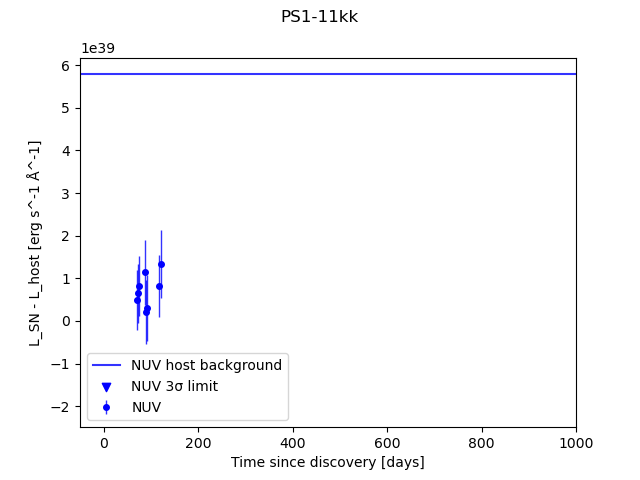 PS1-11kk
1e39
6
5
4
3
2
1
0
−1
−2
L_SN - L_host [erg s^-1 Å^-1]
NUV host background
NUV 3σ limit
NUV
0 200 400 600 800 1000
Time since discovery [days]